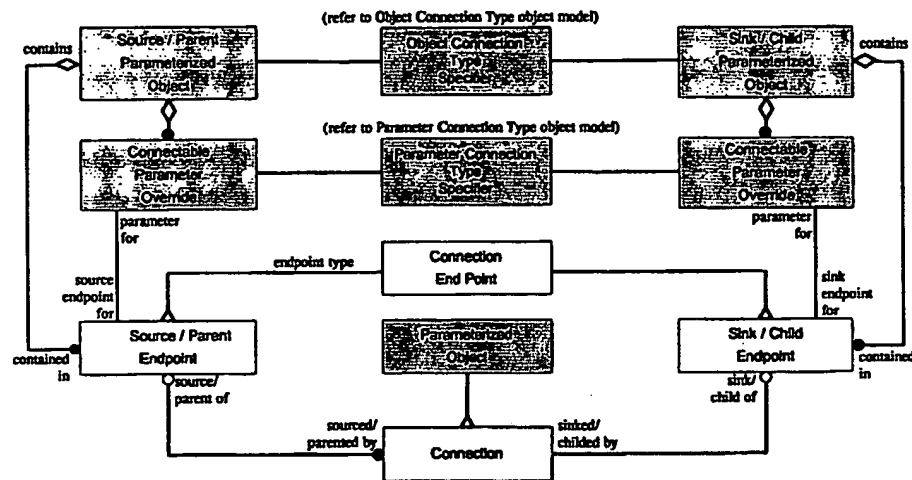 (refer to Object Connection Type object model)
contains
Source / Parent
Parameterized
Object
Object Connection
Type
Specifier
Sink / Child
Parameterized
Object
contains
(refer to Parameter Connection Type object model)
Connectable
Parameter
Override
Parameter Connection
Type
Specifier
Connectable
Parameter
Override
parameter
for
parameter
for
endpoint type
Connection
End Point
source
endpoint
for
sink
endpoint
for
contained
in
Source / Parent
Endpoint
Parameterized
Object
Sink / Child
Endpoint
contained
in
source/
parent of
sink/
child of
sourced/
parented by
Connection
sinked/
childed by